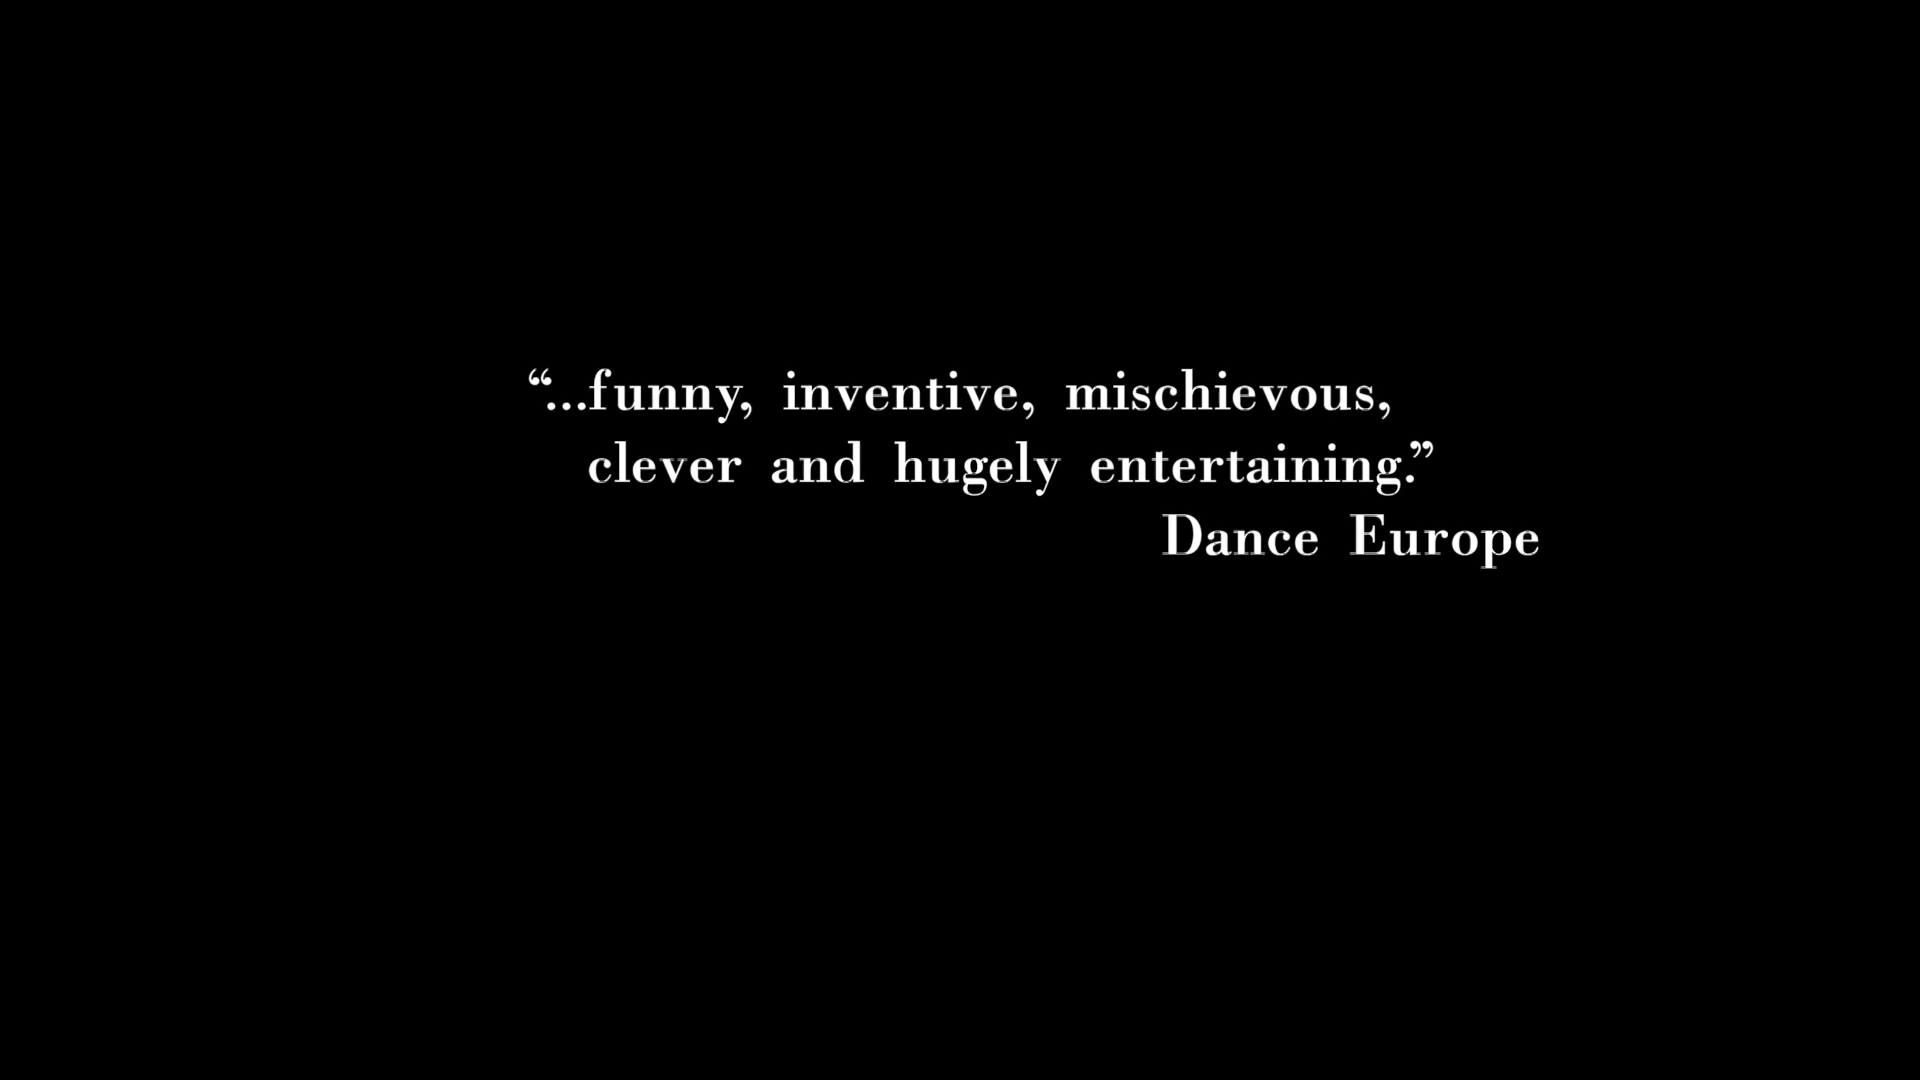 “...funny, inventive, mischievous,
clever and hugely entertaining.”
Dance Europe